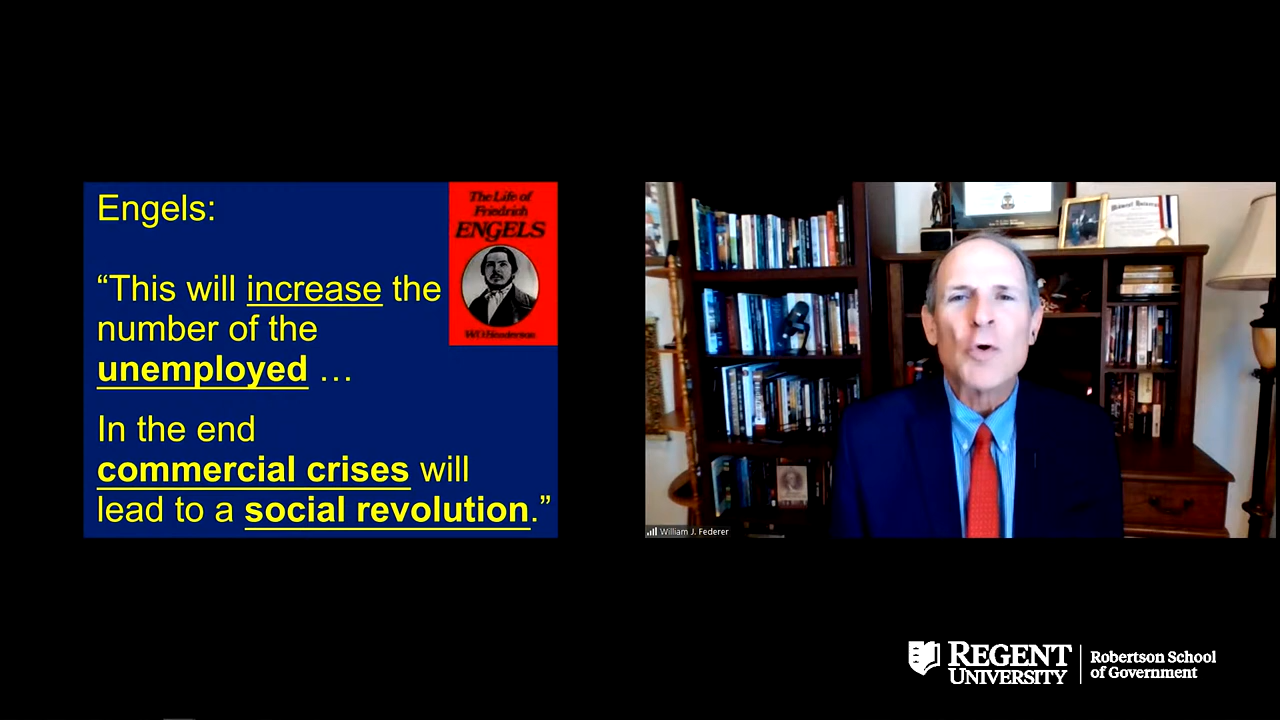 Engels:
“This will increase the
number of the
unemployed …
In the end
commercial crises will
lead to a social revolution.”
The Life of
Friedrich
ENGELS
W.O.Henderson
William J. Federer
REGENT
UNIVERSITY
Robertson School
of Government